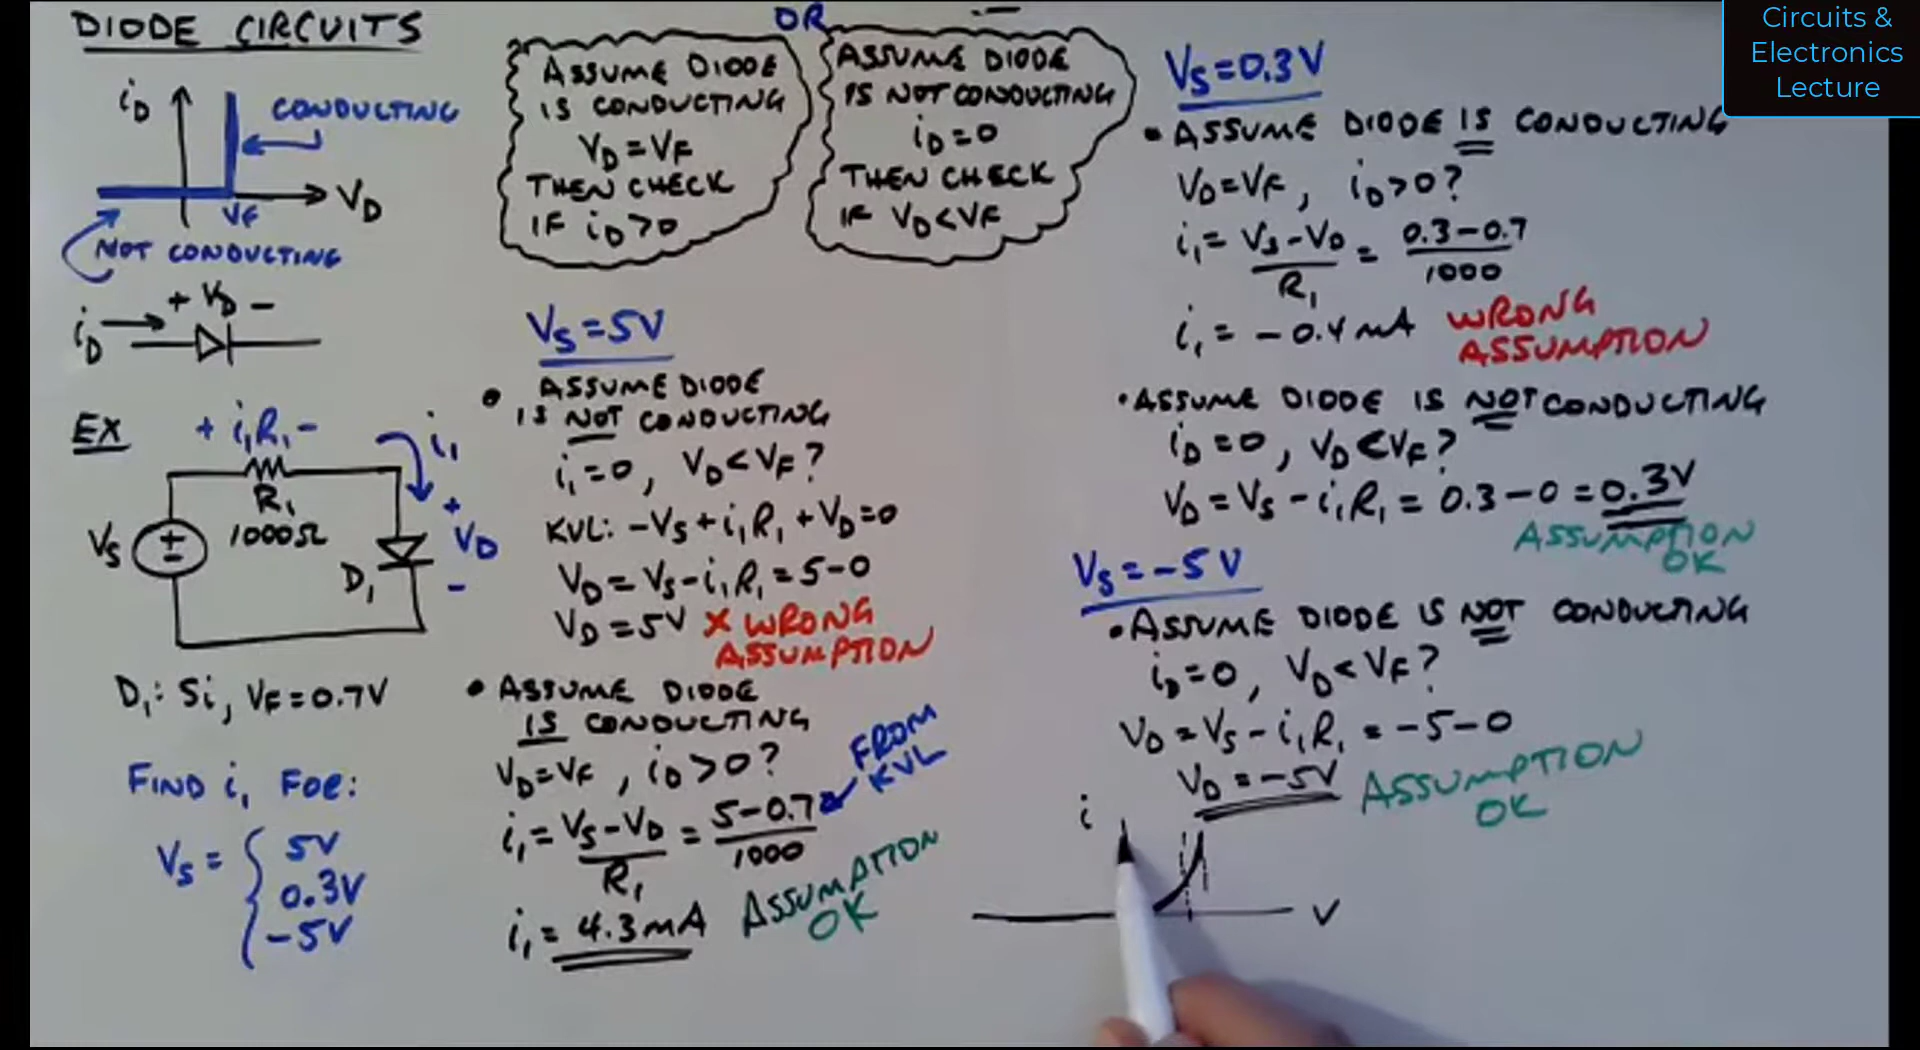 DIODE CIRCUITS
iD
CONDUCTING
VD
VF
NOT CONDUCTING
iD
+ VD -
EX
+ i1R1 -
i1
R1
1000Ω
VS
+
-
D1
+
VD
-
D1: Si, VF = 0.7V
FIND i1 FOR:
VS = { 5V
0.3V
-5V
OR
ASSUME DIODE
IS CONDUCTING
VD = VF
THEN CHECK
IF iD > 0
ASSUME DIODE
IS NOT CONDUCTING
iD = 0
THEN CHECK
IF VD < VF
VS = 5V
• ASSUME DIODE
IS NOT CONDUCTING
i1 = 0, VD < VF?
KVL: -VS + i1R1 + VD = 0
VD = VS - i1R1 = 5 - 0
VD = 5V X WRONG
ASSUMPTION
• ASSUME DIODE
IS CONDUCTING
VD = VF, iD > 0?
FROM
KVL
i1 = VS - VD / R1 = 5 - 0.7 / 1000
i1 = 4.3mA
ASSUMPTION
OK
VS = 0.3V
• ASSUME DIODE IS CONDUCTING
VD = VF, iD > 0?
i1 = VS - VD / R1 = 0.3 - 0.7 / 1000
i1 = -0.4 mA WRONG
ASSUMPTION
• ASSUME DIODE IS NOT CONDUCTING
iD = 0, VD < VF?
VD = VS - i1R1 = 0.3 - 0 = 0.3V
ASSUMPTION
OK
VS = -5V
• ASSUME DIODE IS NOT CONDUCTING
iD = 0, VD < VF?
VD = VS - i1R1 = -5 - 0
VD = -5V
ASSUMPTION
OK
i
V
Circuits &
Electronics
Lecture